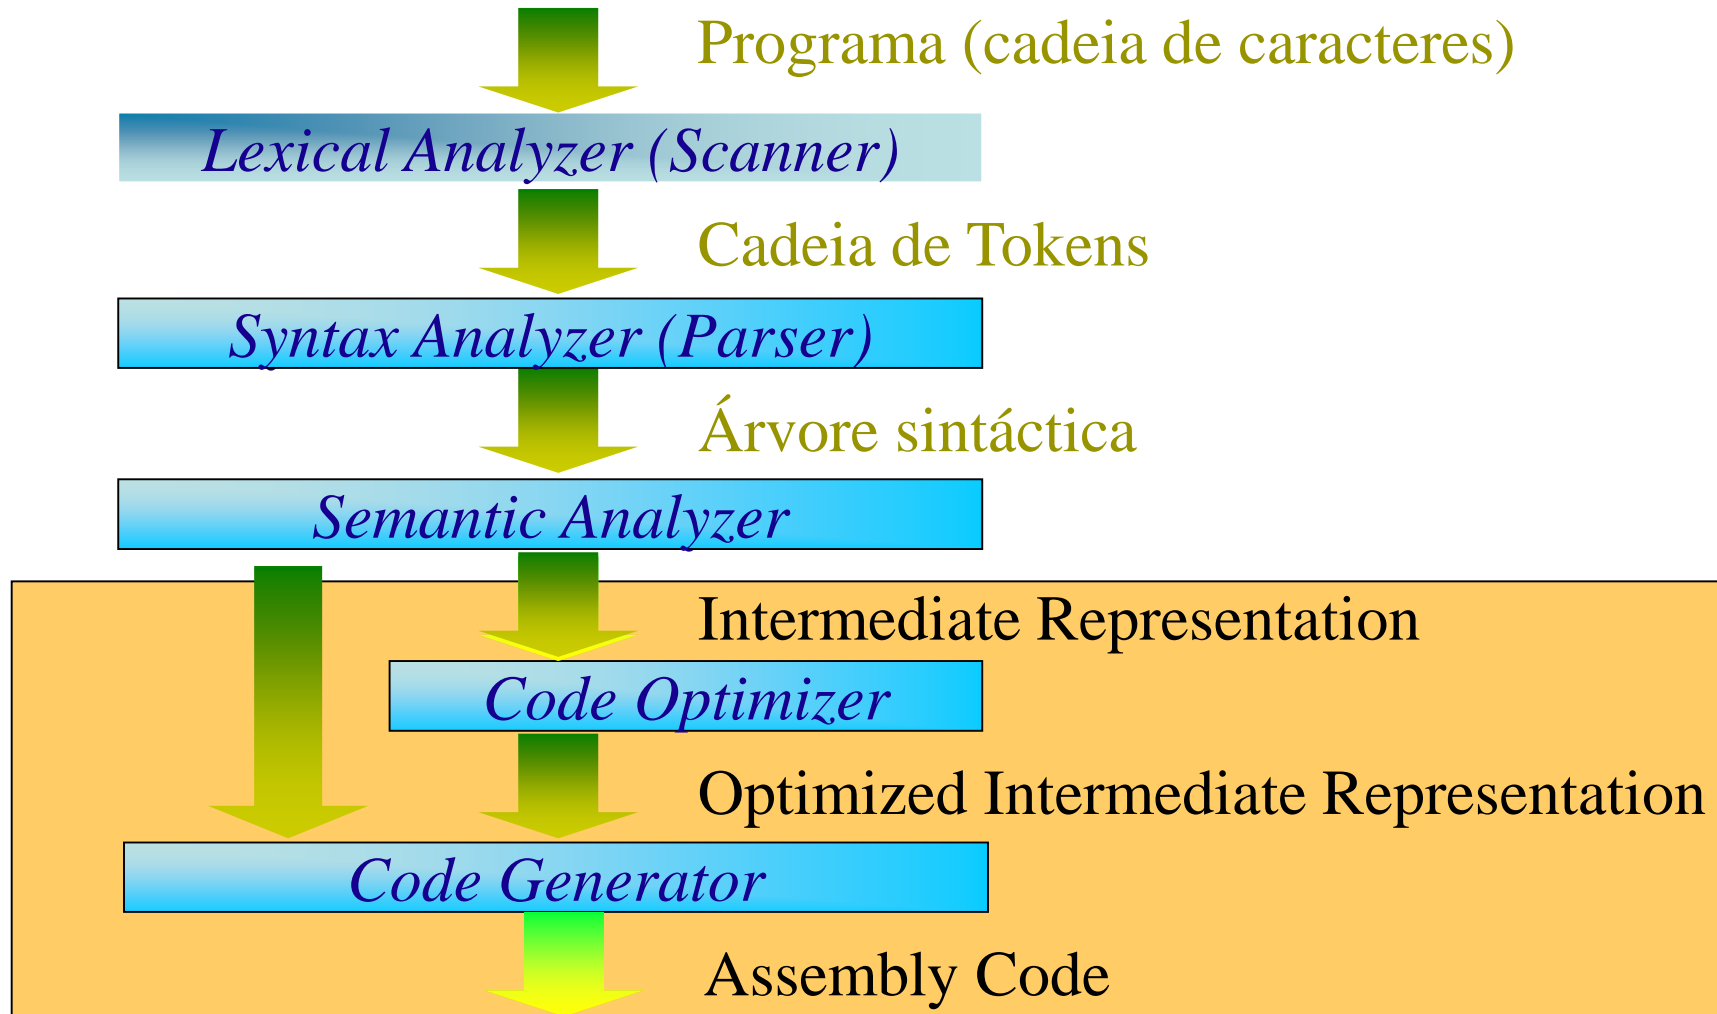 Programa (cadeia de caracteres)
Lexical Analyzer (Scanner)
Cadeia de Tokens
Syntax Analyzer (Parser)
Árvore sintáctica
Semantic Analyzer
Intermediate Representation
Code Optimizer
Optimized Intermediate Representation
Code Generator
Assembly Code